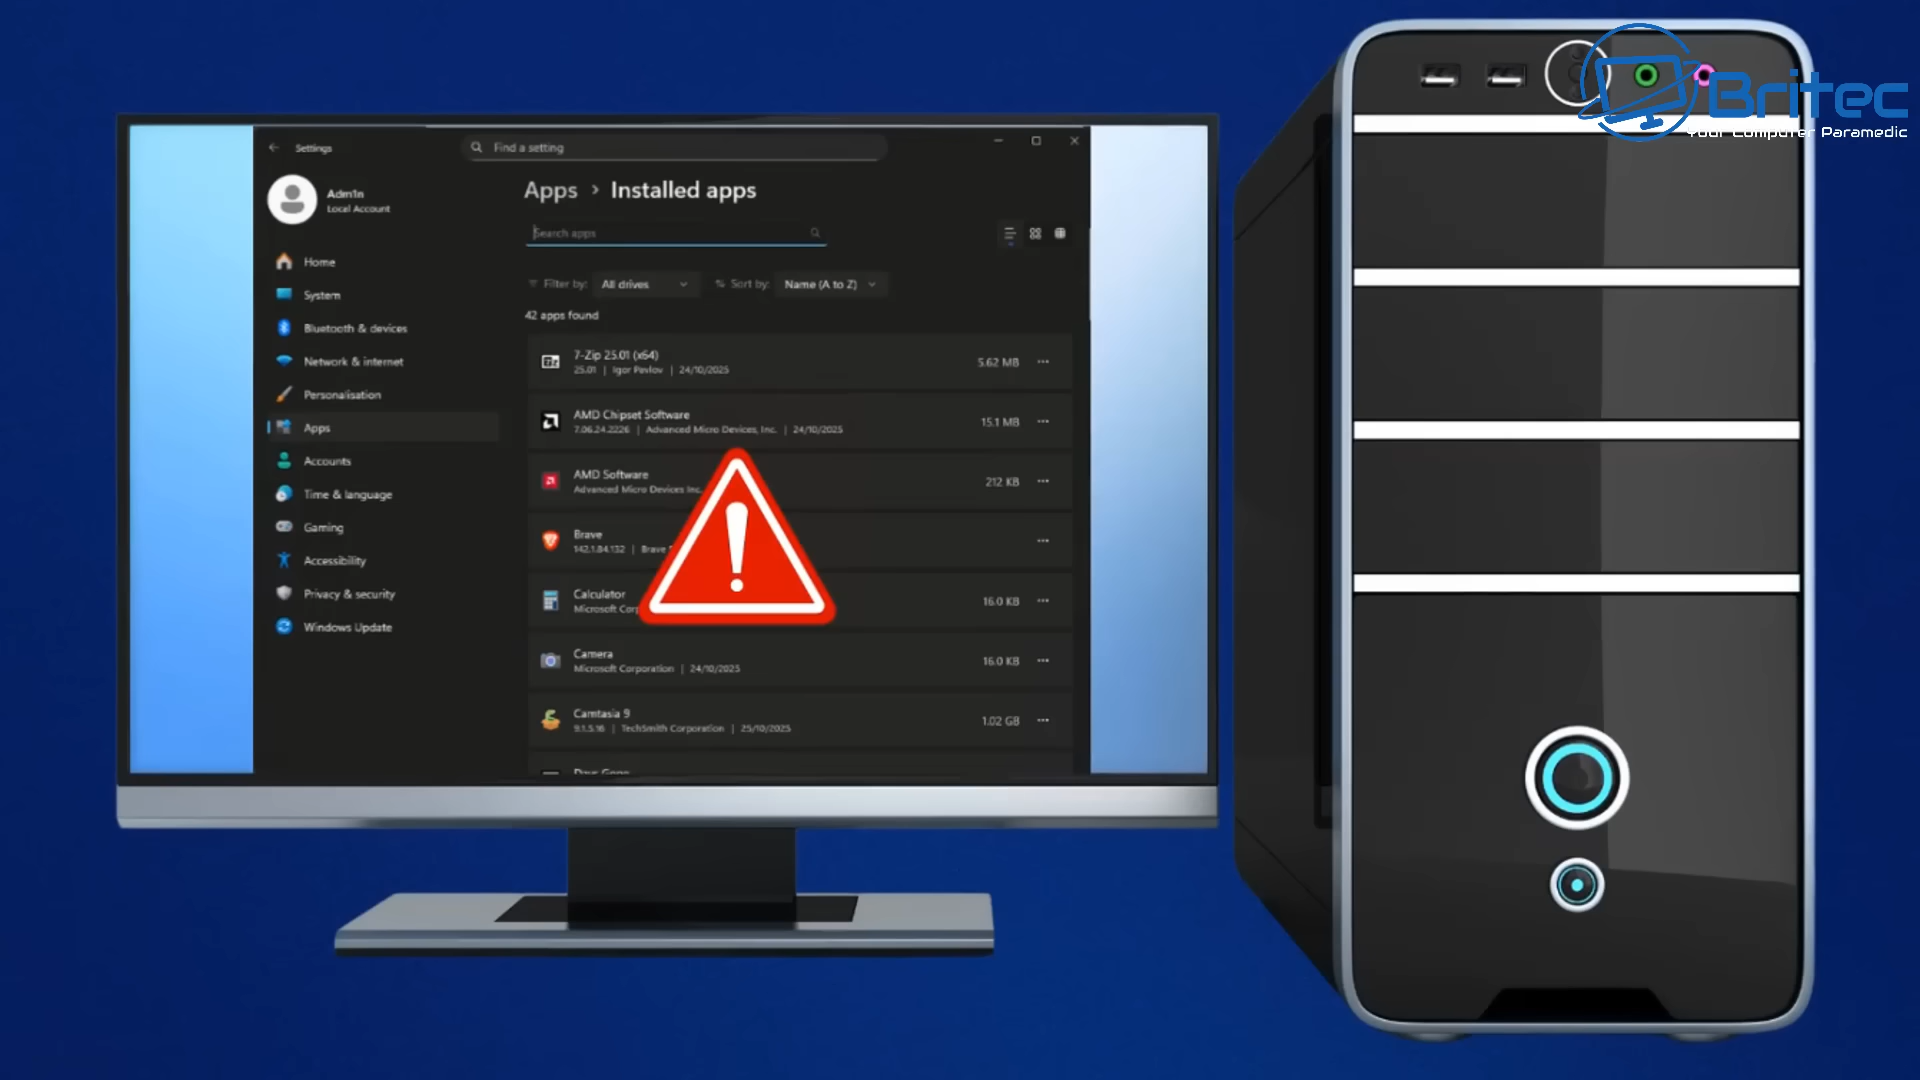 Britec
Your Computer Paramedic
Settings
Find a setting
Adm1n
Local Account
Apps > Installed apps
Search apps
Home
System
Bluetooth & devices
Network & internet
Personalisation
Apps
Accounts
Time & language
Gaming
Accessibility
Privacy & security
Windows Update
Filter by: All drives Sort by: Name (A to Z)
42 apps found
7-Zip 25.01 (x64)
25.01 | Igor Pavlov | 24/10/2025
5.62 MB
AMD Chipset Software
7.06.24.2226 | Advanced Micro Devices, Inc. | 24/10/2025
15.1 MB
AMD Software
Advanced Micro Devices Inc.
212 KB
Brave
142.1.84.132 | Brave
Calculator
Microsoft Corp
16.0 KB
Camera
Microsoft Corporation | 24/10/2025
16.0 KB
Camtasia 9
9.1.5.16 | TechSmith Corporation | 25/10/2025
1.02 GB
Days Gone